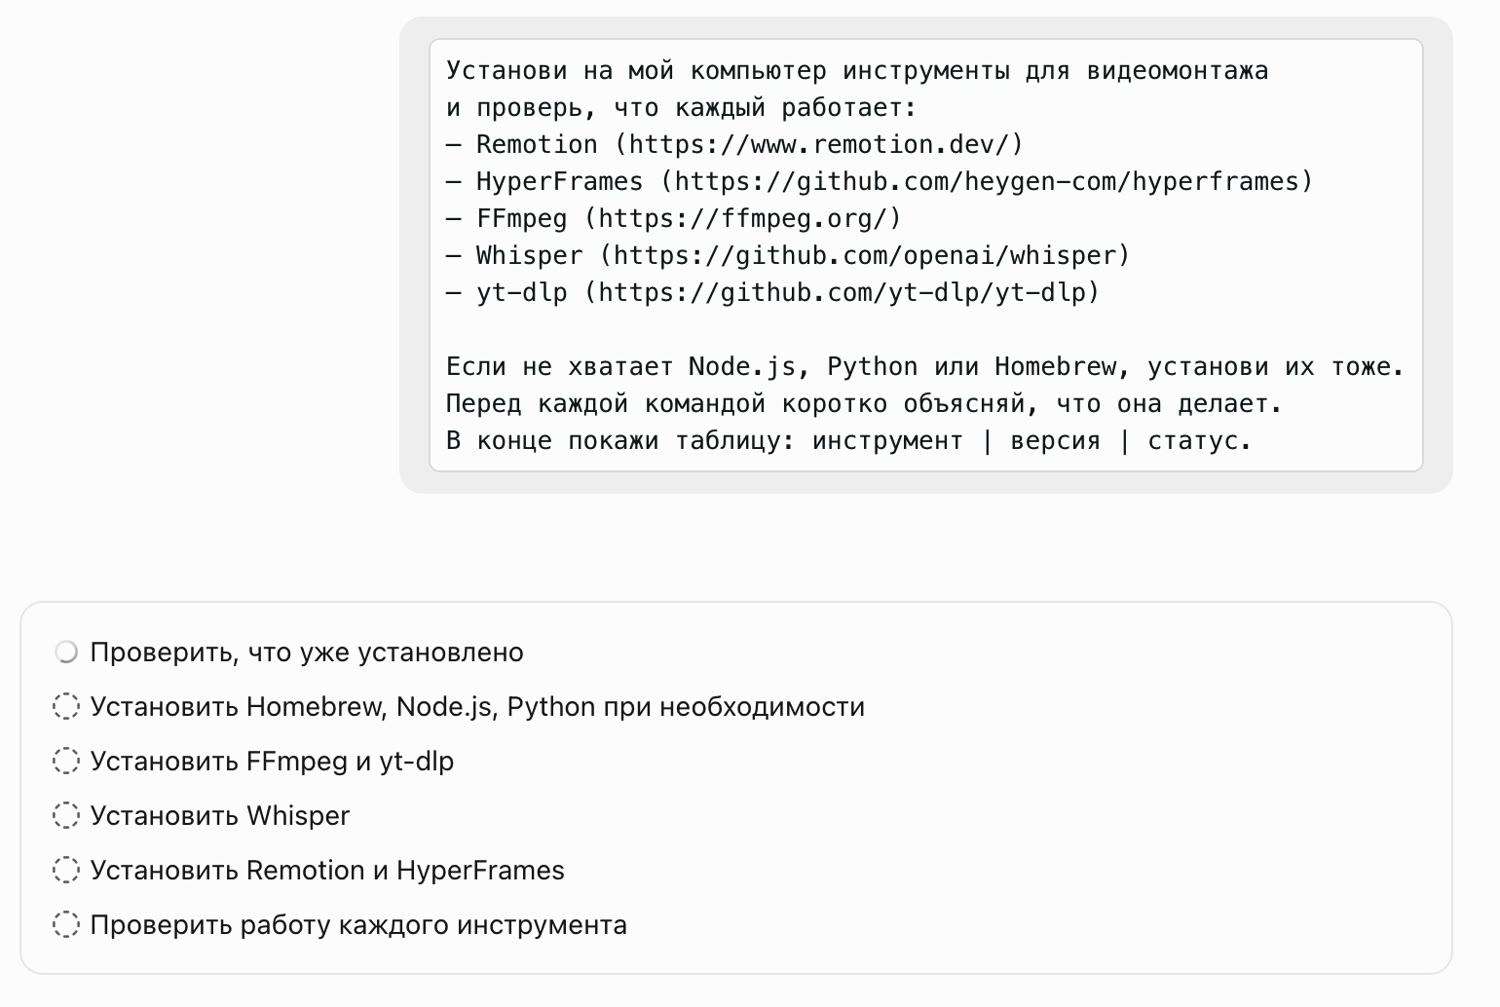 Установи на мой компьютер инструменты для видеомонтажа
и проверь, что каждый работает:
— Remotion (https://www.remotion.dev/)
— HyperFrames (https://github.com/heygen-com/hyperframes)
— FFmpeg (https://ffmpeg.org/)
— Whisper (https://github.com/openai/whisper)
— yt-dlp (https://github.com/yt-dlp/yt-dlp)
Если не хватает Node.js, Python или Homebrew, установи их тоже.
Перед каждой командой коротко объясняй, что она делает.
В конце покажи таблицу: инструмент | версия | статус.
Проверить, что уже установлено
Установить Homebrew, Node.js, Python при необходимости
Установить FFmpeg и yt-dlp
Установить Whisper
Установить Remotion и HyperFrames
Проверить работу каждого инструмента